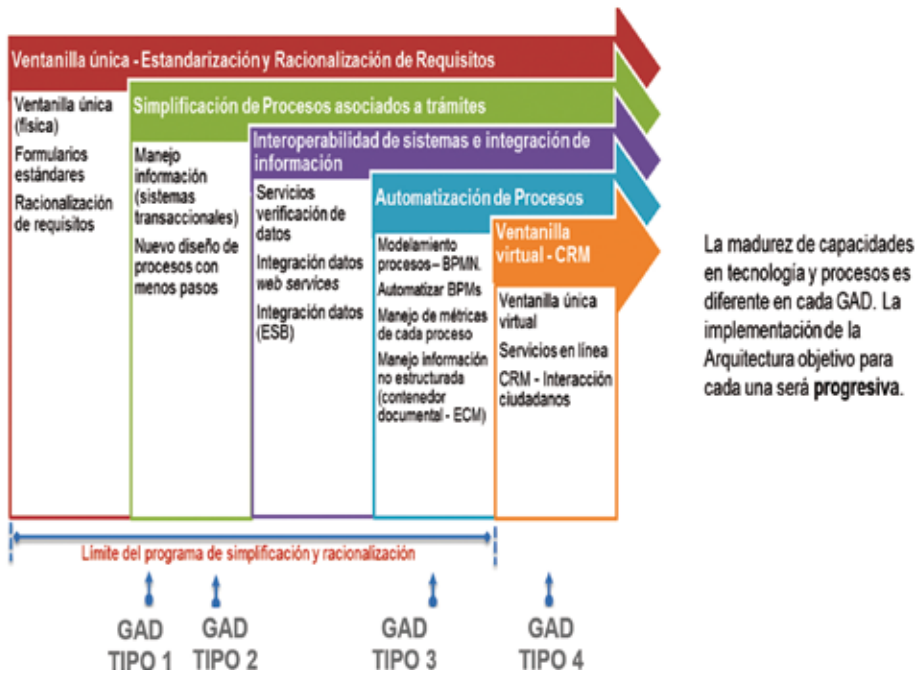 Ventanilla única - Estandarización y Racionalización de Requisitos
Ventanilla única
(física)
Formularios
estándares
Racionalización
de requisitos
Simplificación de Procesos asociados a trámites
Manejo
información
(sistemas
transaccionales)
Nuevo diseño de
procesos con
menos pasos
Interoperabilidad de sistemas e integración de
información
Servicios
verificación de
datos
Integración datos
web services
Integración datos
(ESB)
Automatización de Procesos
Modelamiento
procesos– BPMN.
Automatizar BPMs
Manejo de métricas
de cada proceso
Manejo información
no estructurada
(contenedor
documental - ECM)
Ventanilla
virtual - CRM
Ventanilla única
virtual
Servicios en línea
CRM - Interacción
ciudadanos
La madurez de capacidades
en tecnología y procesos es
diferente en cada GAD. La
implementación de la
Arquitectura objetivo para
cada una será progresiva.
Límite del programa de simplificación y racionalización
GAD
TIPO 1
GAD
TIPO 2
GAD
TIPO 3
GAD
TIPO 4